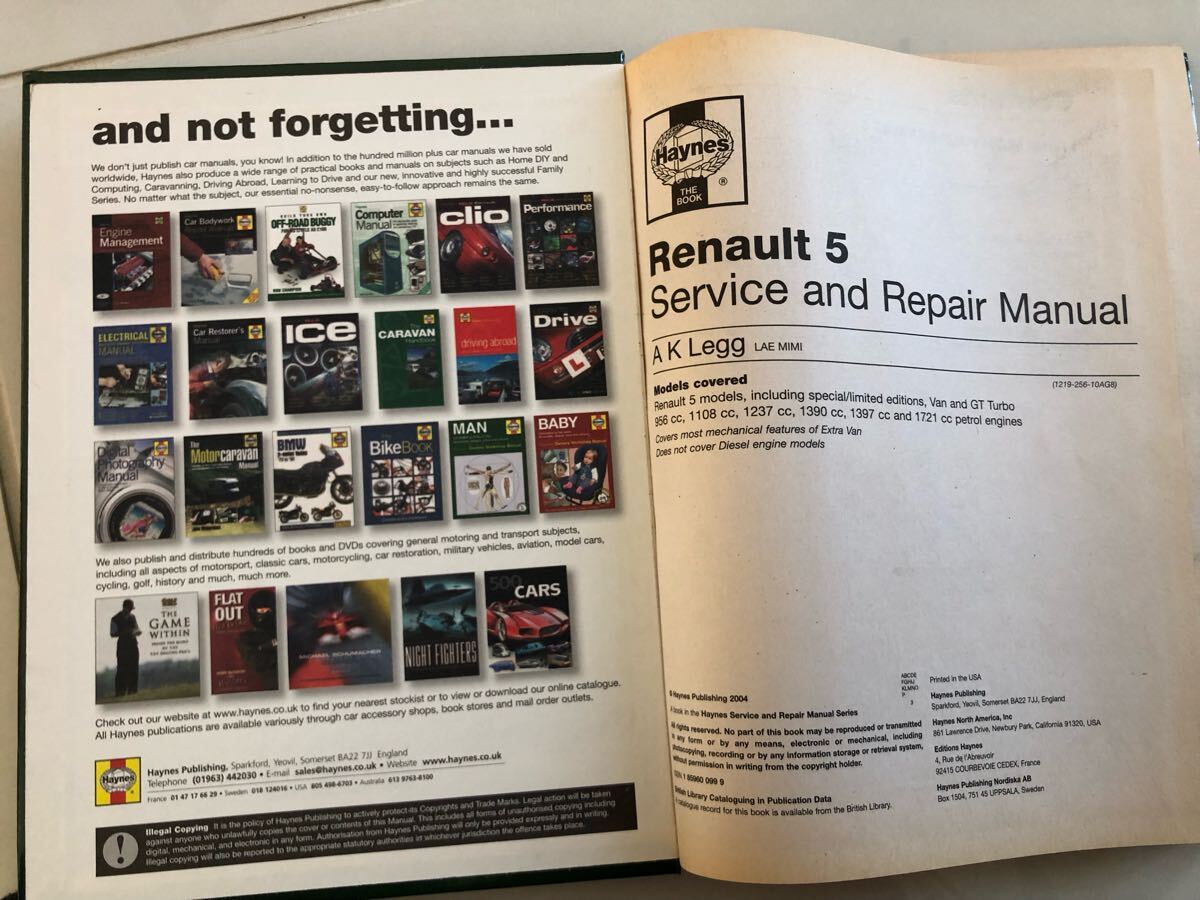 and not forgetting...
We don't just publish car manuals, you know! In addition to the hundred million plus car manuals we have sold
worldwide, Haynes also produce a wide range of practical books and manuals on subjects such as Home DIY and
Computing, Caravanning, Driving Abroad, Learning to Drive and our new, innovative and highly successful Family
Series. No matter what the subject, our essential no-nonsense, easy-to-follow approach remains the same.
Engine
Management
Car Bodywork
BUILD YOUR OWN
OFF-ROAD BUGGY
Computer
Manual
clio
Performance
ELECTRICAL
MANUAL
Car Restorer's
Manual
ICE
The
CARAVAN
Handbook
driving abroad
Drive
L
Digital
Photography
Manual
The
Motorcaravan
Manual
BMW
BikeBook
MAN
BABY
We also publish and distribute hundreds of books and DVDs covering general motoring and transport subjects,
including all aspects of motorsport, classic cars, motorcycling, car restoration, military vehicles, aviation, model cars,
cycling, golf, history and much, much more.
THE
GAME
WITHIN
FLAT
OUT
MICHAEL SCHUMACHER
NIGHT FIGHTERS
500
CARS
Check out our website at www.haynes.co.uk to find your nearest stockist or to view or download our online catalogue.
All Haynes publications are available variously through car accessory shops, book stores and mail order outlets.
Haynes
Haynes Publishing, Sparkford, Yeovil, Somerset BA22 7JJ England
Telephone (01963) 442030 • E-mail sales@haynes.co.uk • Website www.haynes.co.uk
France 01 47 17 66 29 • Sweden 018 124016 • USA 805 498-6703 • Australia 613 9763-8100
Illegal Copying It is the policy of Haynes Publishing to actively protect its Copyrights and Trade Marks. Legal action will be taken
against anyone who unlawfully copies the cover or contents of this Manual. This includes all forms of unauthorised copying including
digital, mechanical, and electronic in any form. Authorisation from Haynes Publishing will only be provided expressly and in writing.
Illegal copying will also be reported to the appropriate statutory authorities in whichever jurisdiction the offence takes place.
Haynes
®
THE
BOOK
Renault 5
Service and Repair Manual
A K Legg LAE MIMI
Models covered
(1219-256-10AG8)
Renault 5 models, including special/limited editions, Van and GT Turbo
956 cc, 1108 cc, 1237 cc, 1390 cc, 1397 cc and 1721 cc petrol engines
Covers most mechanical features of Extra Van
Does not cover Diesel engine models
© Haynes Publishing 2004
A book in the Haynes Service and Repair Manual Series
All rights reserved. No part of this book may be reproduced or transmitted
in any form or by any means, electronic or mechanical, including
photocopying, recording or by any information storage or retrieval system,
without permission in writing from the copyright holder.
ISBN 1 85960 099 9
British Library Cataloguing in Publication Data
A catalogue record for this book is available from the British Library.
ABCDE
FGHIJ
KLMNO
P
3
Printed in the USA
Haynes Publishing
Sparkford, Yeovil, Somerset BA22 7JJ, England
Haynes North America, Inc
861 Lawrence Drive, Newbury Park, California 91320, USA
Editions Haynes
4, Rue de l'Abreuvoir
92415 COURBEVOIE CEDEX, France
Haynes Publishing Nordiska AB
Box 1504, 751 45 UPPSALA, Sweden